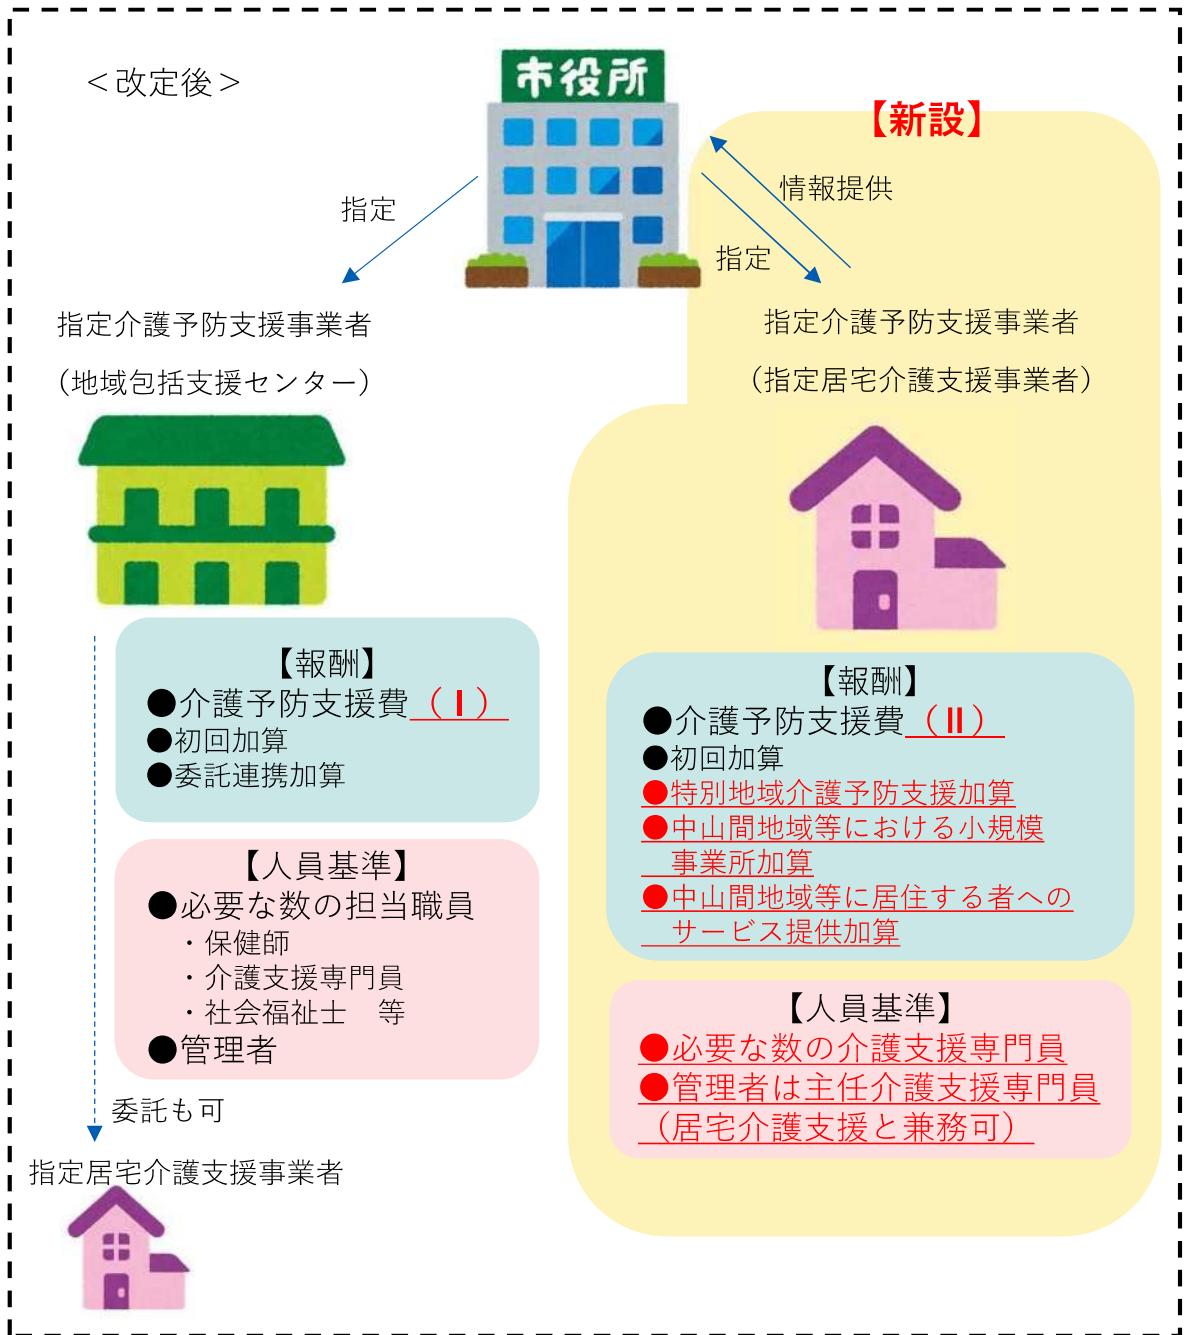 ＜改定後＞
市役所
【新設】
指定
情報提供
指定
指定介護予防支援事業者
（地域包括支援センター）
指定介護予防支援事業者
（指定居宅介護支援事業者）
【報酬】
●介護予防支援費（Ⅰ）
●初回加算
●委託連携加算
【人員基準】
●必要な数の担当職員
・保健師
・介護支援専門員
・社会福祉士　等
●管理者
委託も可
指定居宅介護支援事業者
【報酬】
●介護予防支援費（Ⅱ）
●初回加算
●特別地域介護予防支援加算
●中山間地域等における小規模
事業所加算
●中山間地域等に居住する者への
サービス提供加算
【人員基準】
●必要な数の介護支援専門員
●管理者は主任介護支援専門員
（居宅介護支援と兼務可）